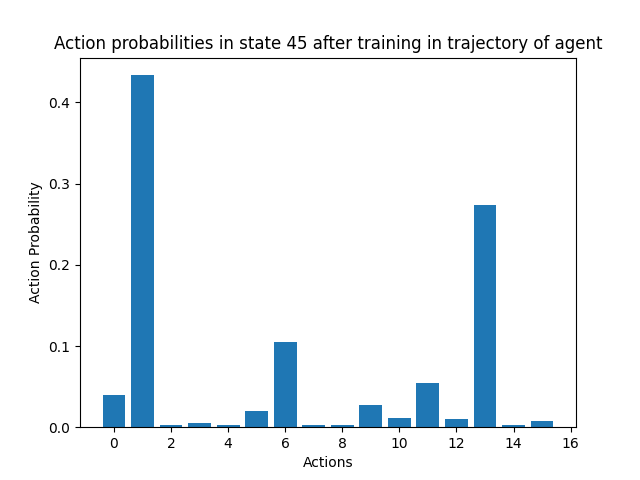 Action probabilities in state 45 after training in trajectory of agent
0.4
0.3
0.2
0.1
0.0
Action Probability
0 2 4 6 8 10 12 14 16
Actions